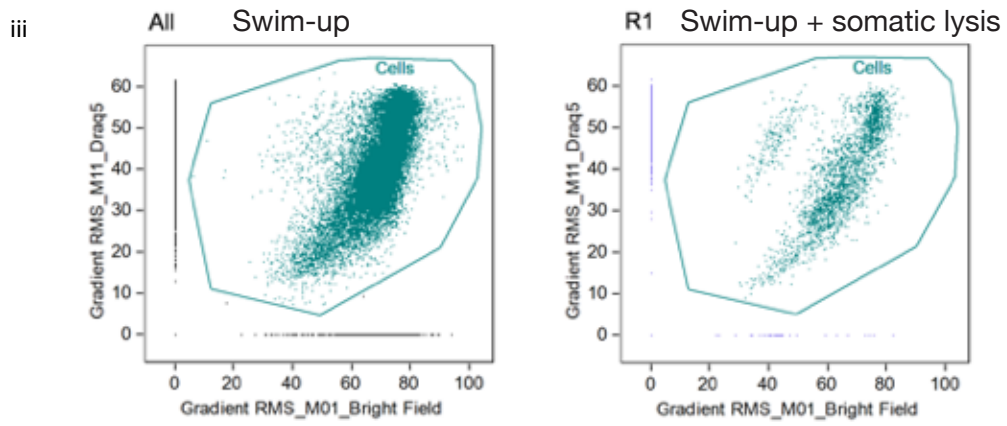 iii
All Swim-up
Cells
Gradient RMS_M11_Draq5
60
50
40
30
20
10
0
0 20 40 60 80 100
Gradient RMS_M01_Bright Field
R1 Swim-up + somatic lysis
Cells
Gradient RMS_M11_Draq5
60
50
40
30
20
10
0
0 20 40 60 80 100
Gradient RMS_M01_Bright Field